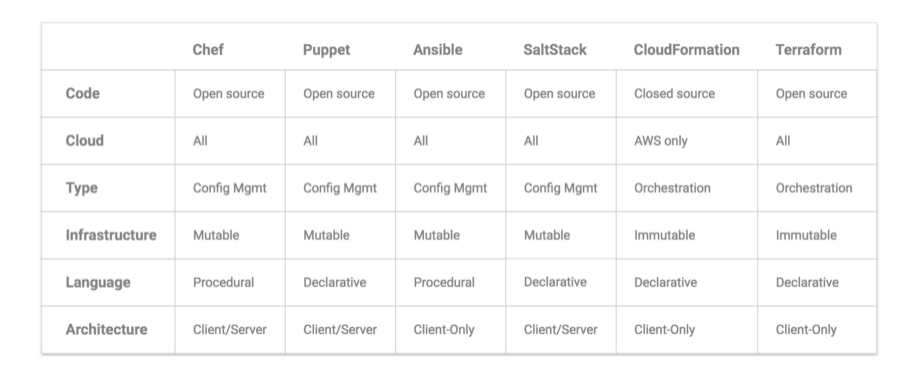 Chef Puppet Ansible SaltStack CloudFormation Terraform
Code Open source Open source Open source Open source Closed source Open source
Cloud All All All All AWS only All
Type Config Mgmt Config Mgmt Config Mgmt Config Mgmt Orchestration Orchestration
Infrastructure Mutable Mutable Mutable Mutable Immutable Immutable
Language Procedural Declarative Procedural Declarative Declarative Declarative
Architecture Client/Server Client/Server Client-Only Client/Server Client-Only Client-Only